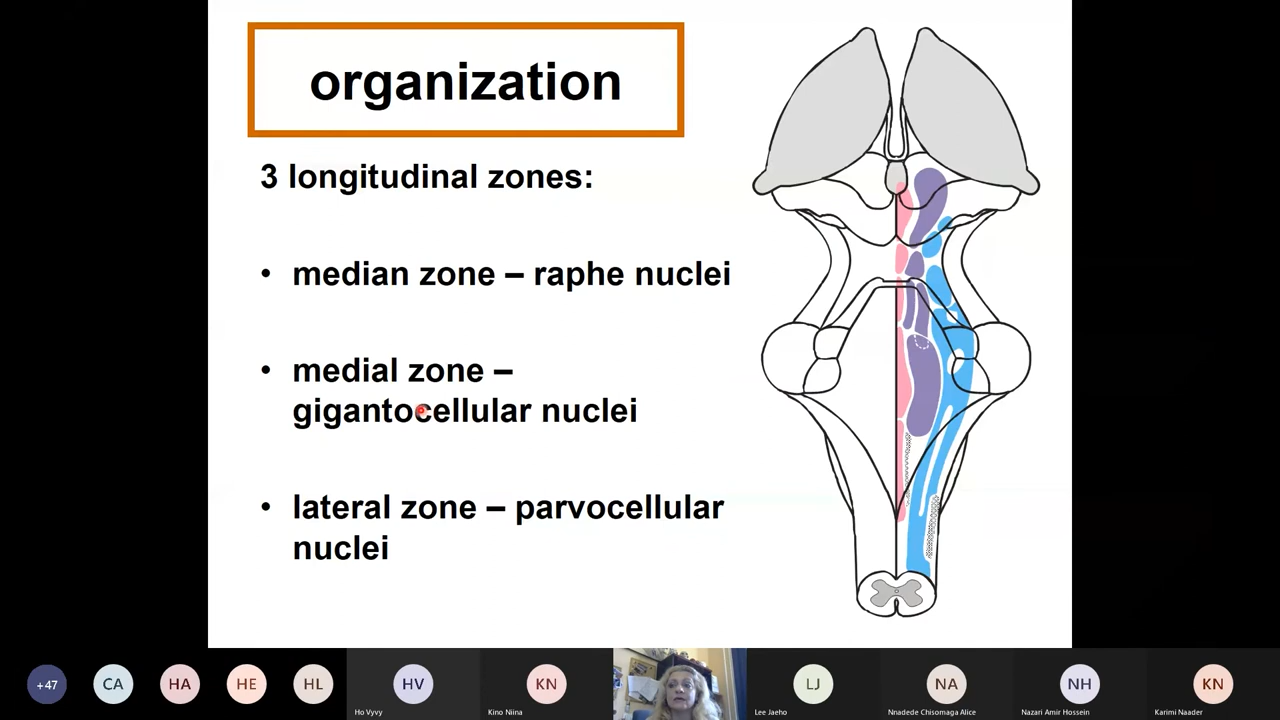 organization
3 longitudinal zones:
• median zone – raphe nuclei
• medial zone –
gigantocellular nuclei
• lateral zone – parvocellular
nuclei
+47
CA
HA
HE
HL
HV
KN
LJ
NA
NH
KN
Ho Vyvy
Kino Niina
Lee Jaeho
Nnadede Chisomaga Alice
Nazari Amir Hossein
Karimi Naader